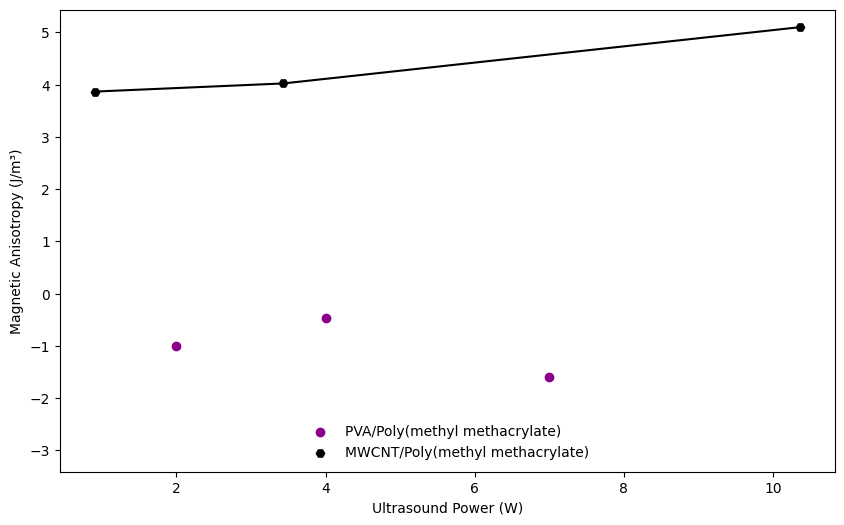 5
4
3
2
1
0
−1
−2
−3
Magnetic Anisotropy (J/m³)
PVA/Poly(methyl methacrylate)
MWCNT/Poly(methyl methacrylate)
2 4 6 8 10
Ultrasound Power (W)